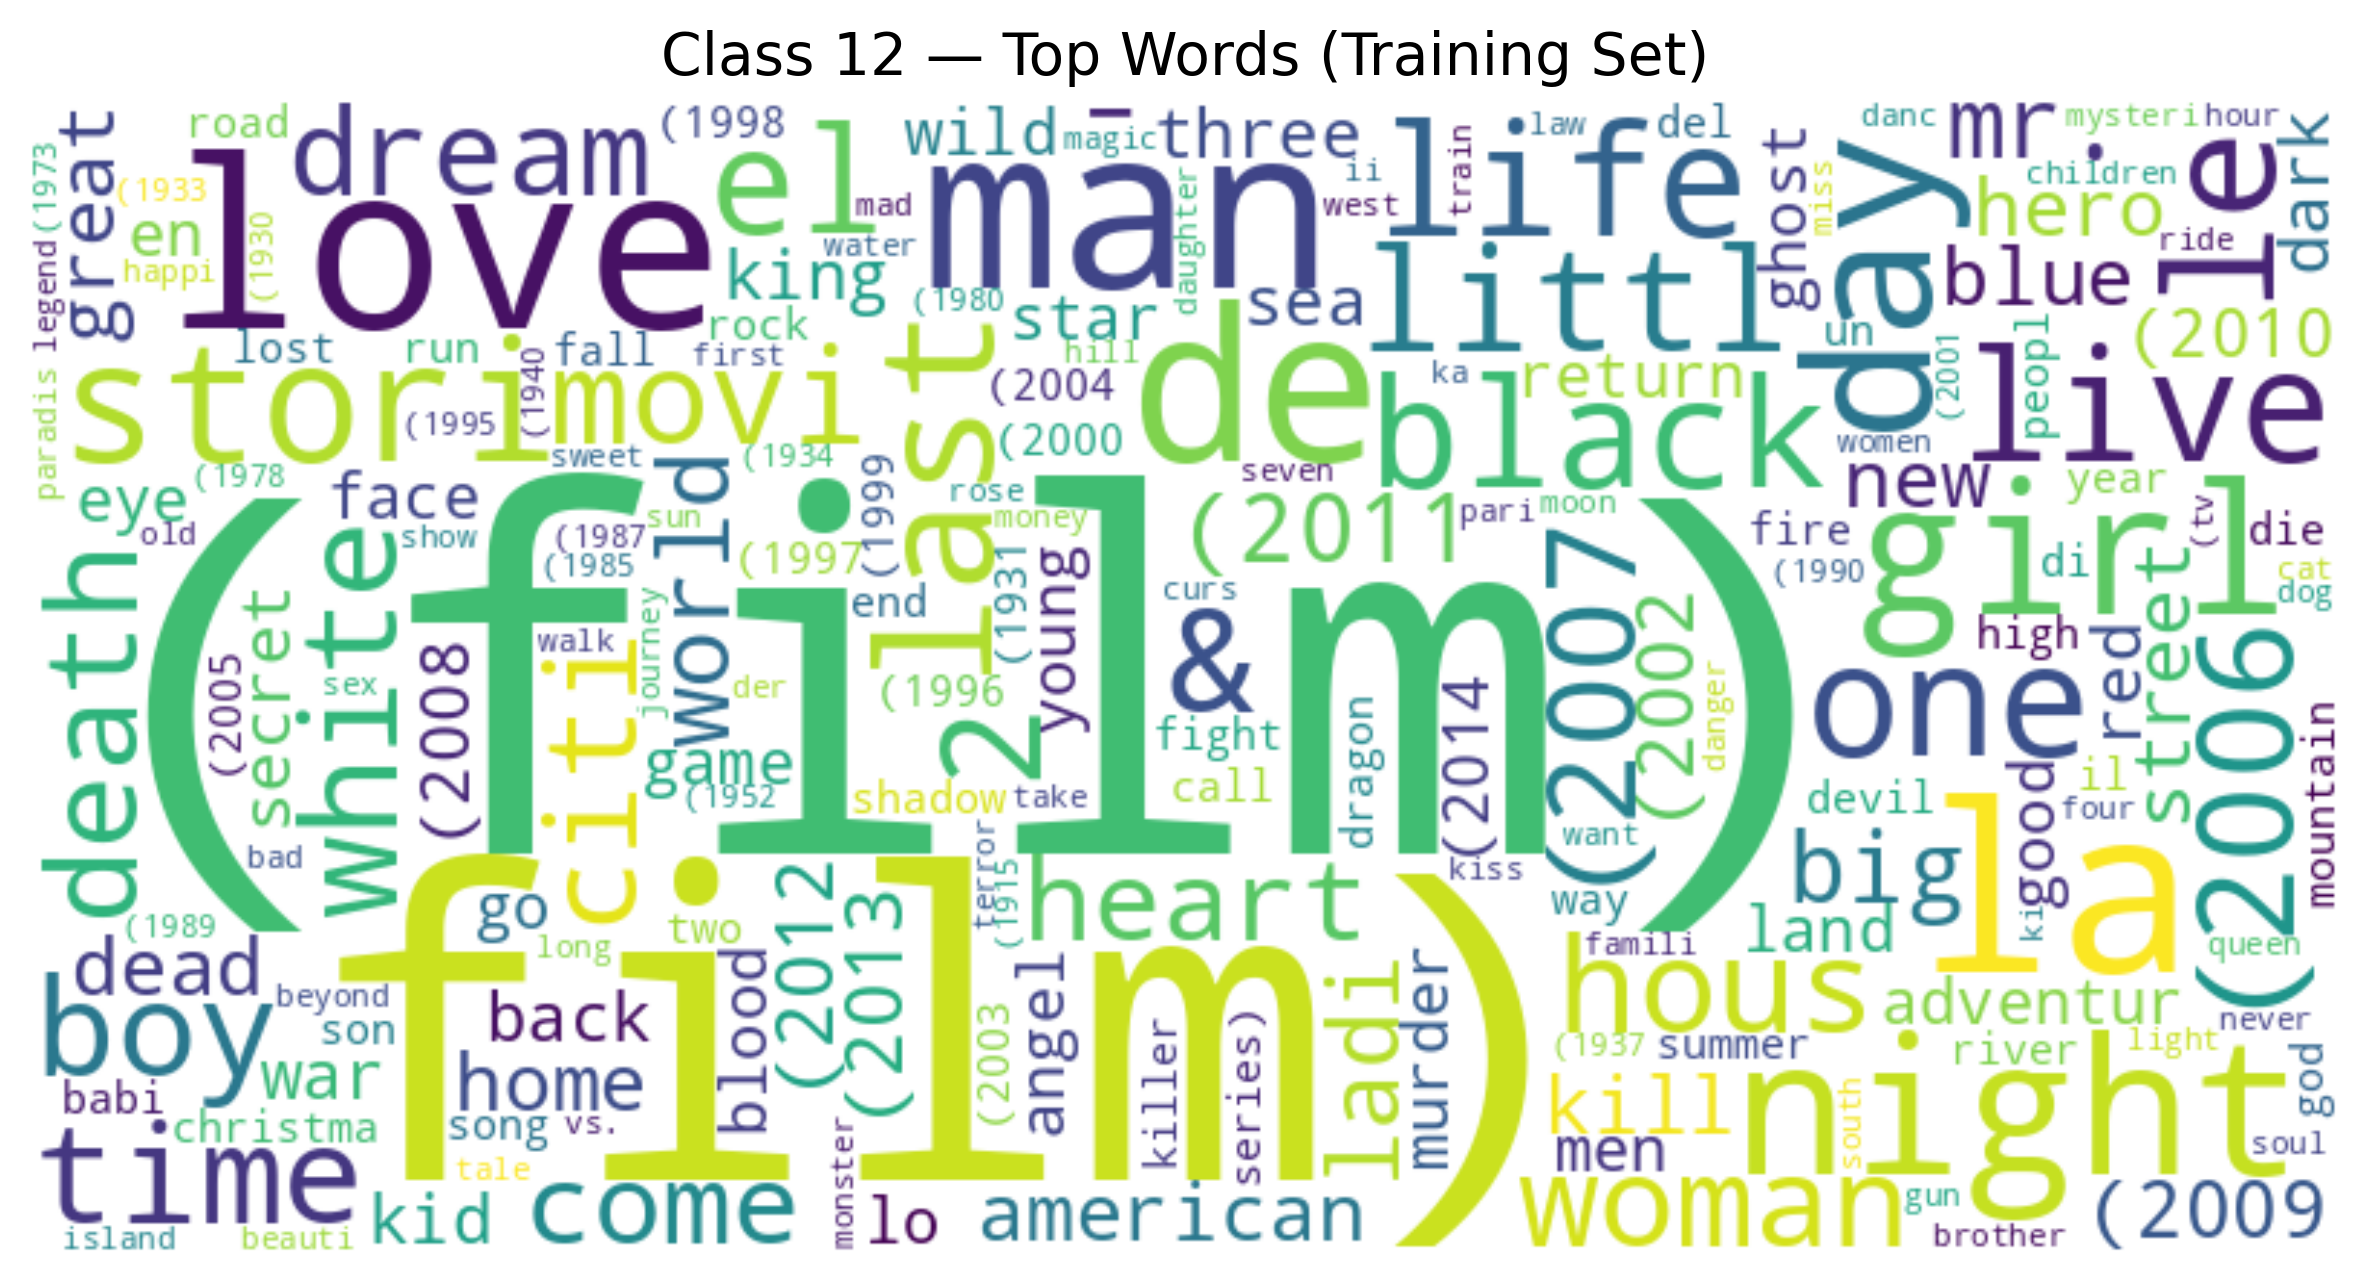 Class 12 — Top Words (Training Set)
road
dream
(1998
el
wild
–
magic
three
life
law
del
danc
mr.
mysteri
hour
(1973
great
(1933
en
(1930
happi
legend
love
mad
water
king
man
daughter
west
ii
train
ghost
miss
day
children
hero
le
ride
dark
blue
(1980
star
sea
littl
un
(2010
rock
lost
run
fall
first
last
hill
de
ka
return
(2001
peopl
live
paradis
stori
(1995
(1940
movi
(2004
(2000
black
women
(1978
sweet
(1934
(1999
seven
new
year
eye
old
face
show
(1987
(1985
sun
world
(1997
rose
money
(2011
pari
moon
fire
(1990
girl
di
(tv
die
cat
dog
death
secret
white
(film)
end
(1931
young
curs
&
(2007
(2002
high
red
street
(2005
sex
(2008
walk
citi
journey
der
game
(1952
(1996
2
shadow
take
fight
call
dragon
(2014
danger
one
(2006
mountain
devil
good
il
four
bad
want
kiss
way
big
la
ki
(1989
go
long
two
(2012
(2013
terror
(1915
heart
famili
land
queen
dead
boy
beyond
son
back
film)
blood
(2003
angel
ladi
murder
hous
adventur
never
war
home
killer
series)
(1937
summer
river
light
babi
christma
song
vs.
kill
night
south
god
time
tale
monster
men
soul
island
beauti
kid
come
lo
american
woman
gun
brother
(2009